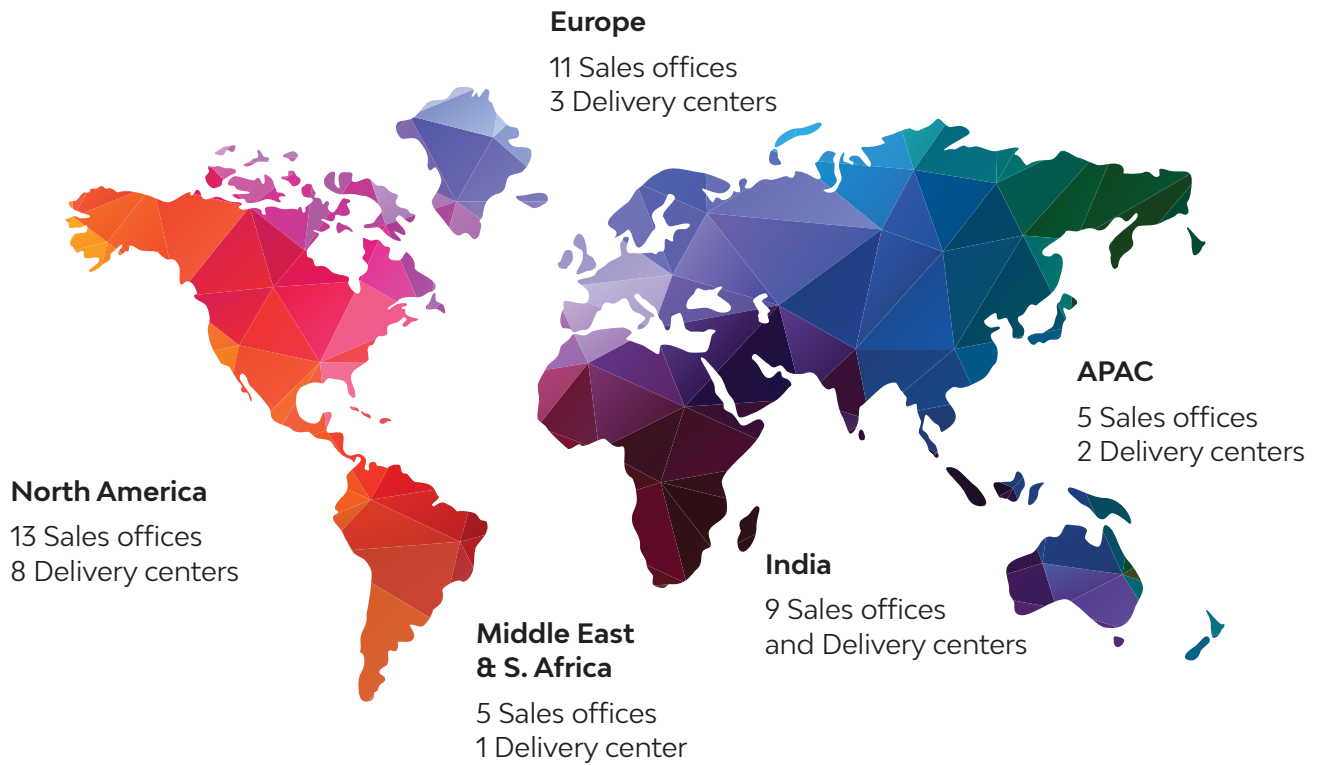 Europe
11 Sales offices
3 Delivery centers
APAC
5 Sales offices
2 Delivery centers
North America
13 Sales offices
8 Delivery centers
India
9 Sales offices
and Delivery centers
Middle East
& S. Africa
5 Sales offices
1 Delivery center